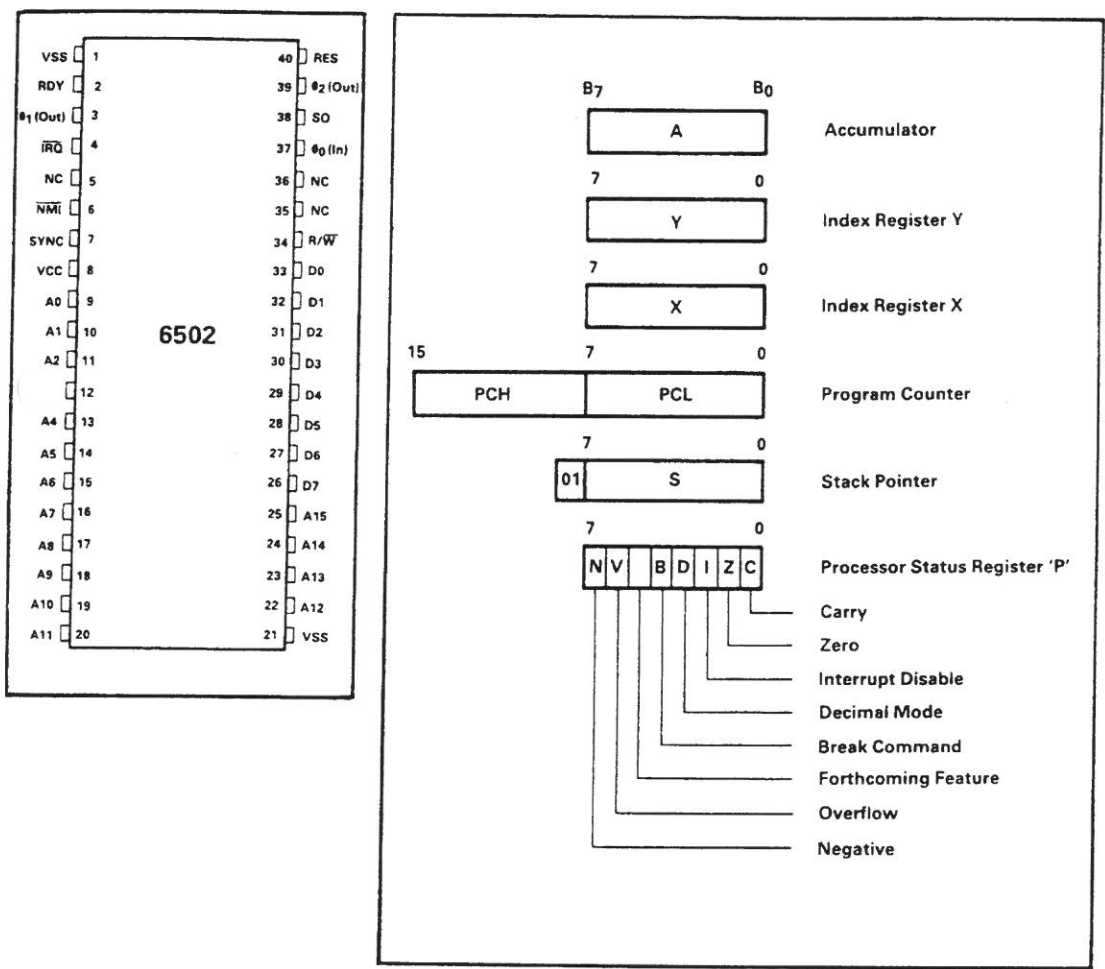 VSS 1
RDY 2
ɸ1 (Out) 3
IRQ 4
NC 5
NMI 6
SYNC 7
VCC 8
A0 9
A1 10
A2 11
12
A4 13
A5 14
A6 15
A7 16
A8 17
A9 18
A10 19
A11 20
6502
40 RES
39 ɸ2 (Out)
38 SO
37 ɸ0 (In)
36 NC
35 NC
34 R/W
33 D0
32 D1
31 D2
30 D3
29 D4
28 D5
27 D6
26 D7
25 A15
24 A14
23 A13
22 A12
21 VSS
B7 B0
A Accumulator
7 0
Y Index Register Y
7 0
X Index Register X
15 7 0
PCH PCL Program Counter
7 0
01 S Stack Pointer
7 0
N V B D I Z C Processor Status Register 'P'
Carry
Zero
Interrupt Disable
Decimal Mode
Break Command
Forthcoming Feature
Overflow
Negative